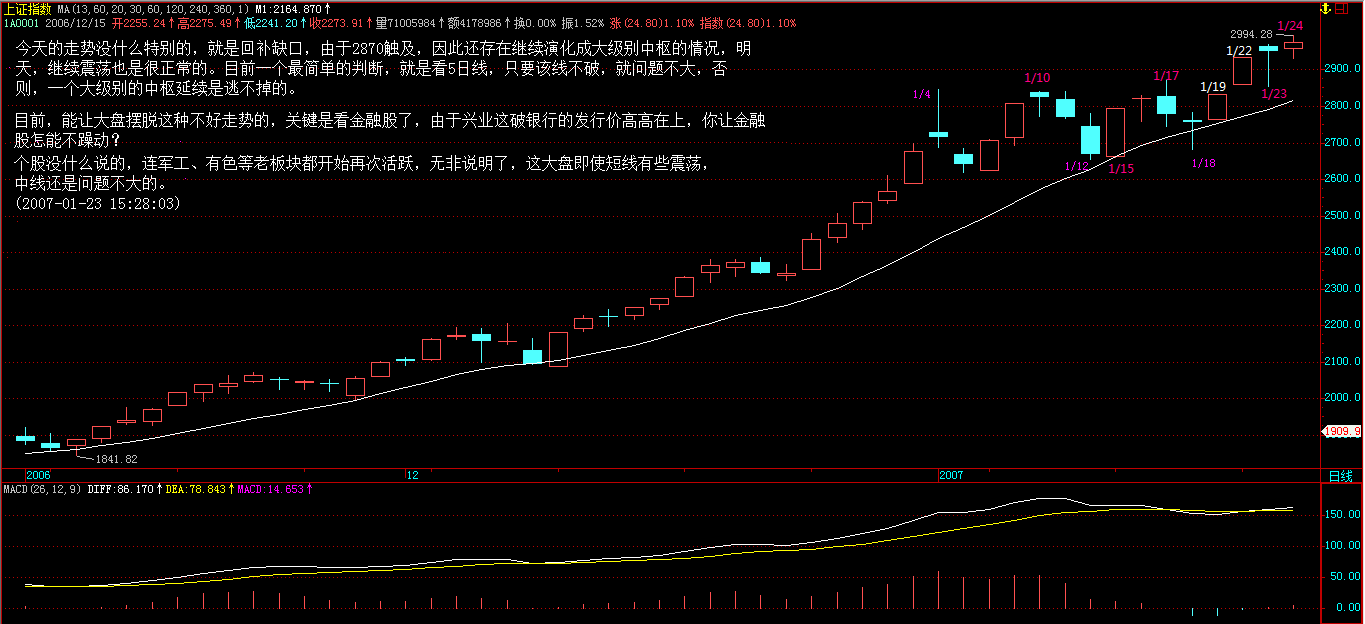 上证指数 MA(13,60,20,30,60,120,240,360,1) M1:2164.870↑
1A0001 2006/12/15 开2255.24↑高2275.49↑低2241.20↑收2273.91↑量71005984↑额4178986↑换0.00% 振1.52% 涨(24.80)1.10% 指数(24.80)1.10%
今天的走势没什么特别的，就是回补缺口，由于2870触及，因此还存在继续演化成大级别中枢的情况，明
天，继续震荡也是很正常的。目前一个最简单的判断，就是看5日线，只要该线不破，就问题不大，否
则，一个大级别的中枢延续是逃不掉的。
目前，能让大盘摆脱这种不好走势的，关键是看金融股了，由于兴业这破银行的发行价高高在上，你让金融
股怎能不躁动？
个股没什么说的，连军工、有色等老板块都开始再次活跃，无非说明了，这大盘即使短线有些震荡，
中线还是问题不大的。
(2007-01-23 15:28:03)
1/24
2994.28
1/22
1/10
1/17
1/19
1/4
1/23
1/12
1/15
1/18
1841.82
2900.0
2800.0
2700.0
2600.0
2500.0
2400.0
2300.0
2200.0
2100.0
2000.0
1909.9
2006
12
2007
日线
MACD(26,12,9) DIFF:86.170↑DEA:78.843↑MACD:14.653↑
150.00
100.00
50.00
0.00